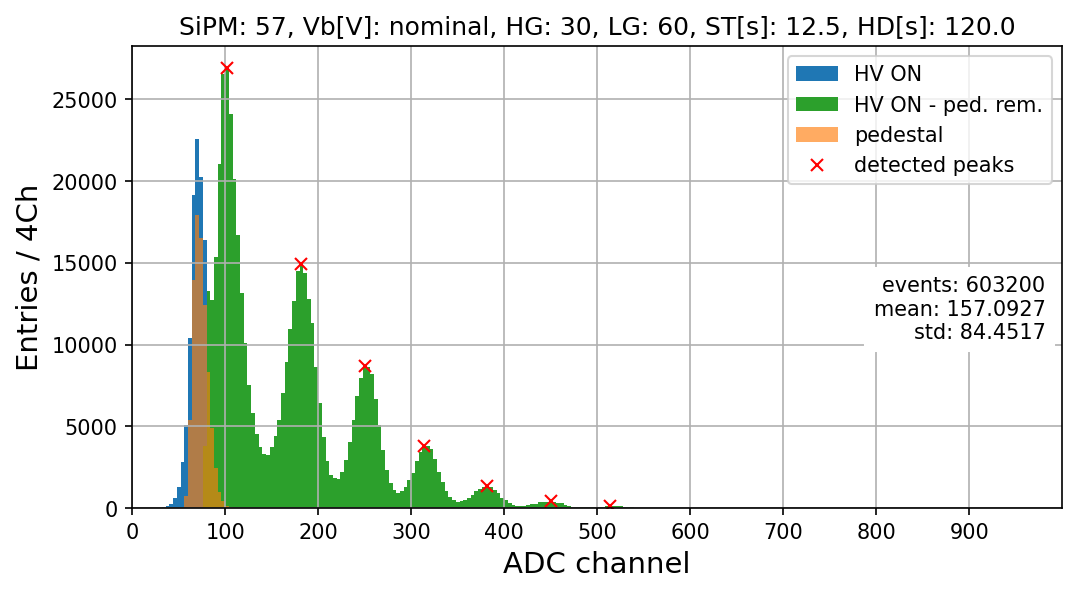 SiPM: 57, Vb[V]: nominal, HG: 30, LG: 60, ST[s]: 12.5, HD[s]: 120.0
HV ON
HV ON - ped. rem.
pedestal
detected peaks
events: 603200
mean: 157.0927
std: 84.4517
Entries / 4Ch
25000
20000
15000
10000
5000
0
0 100 200 300 400 500 600 700 800 900
ADC channel